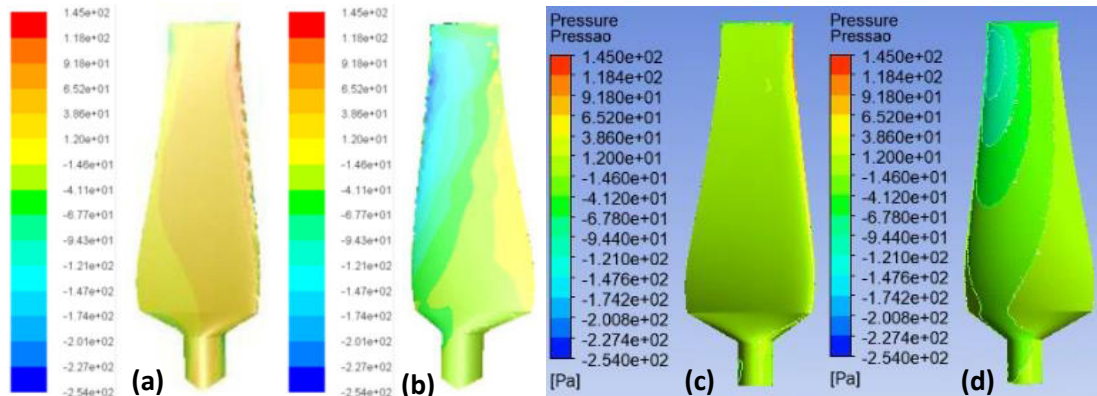 1.45e+02
1.18e+02
9.18e+01
6.52e+01
3.86e+01
1.20e+01
-1.46e+01
-4.11e+01
-6.77e+01
-9.43e+01
-1.21e+02
-1.47e+02
-1.74e+02
-2.01e+02
-2.27e+02
-2.54e+02
(a)
1.45e+02
1.18e+02
9.18e+01
6.52e+01
3.86e+01
1.20e+01
-1.46e+01
-4.11e+01
-6.77e+01
-9.43e+01
-1.21e+02
-1.47e+02
-1.74e+02
-2.01e+02
-2.27e+02
-2.54e+02
(b)
Pressure
Pressao
1.450e+02
1.184e+02
9.180e+01
6.520e+01
3.860e+01
1.200e+01
-1.460e+01
-4.120e+01
-6.780e+01
-9.440e+01
-1.210e+02
-1.476e+02
-1.742e+02
-2.008e+02
-2.274e+02
-2.540e+02
[Pa]
(c)
Pressure
Pressao
1.450e+02
1.184e+02
9.180e+01
6.520e+01
3.860e+01
1.200e+01
-1.460e+01
-4.120e+01
-6.780e+01
-9.440e+01
-1.210e+02
-1.476e+02
-1.742e+02
-2.008e+02
-2.274e+02
-2.540e+02
[Pa]
(d)